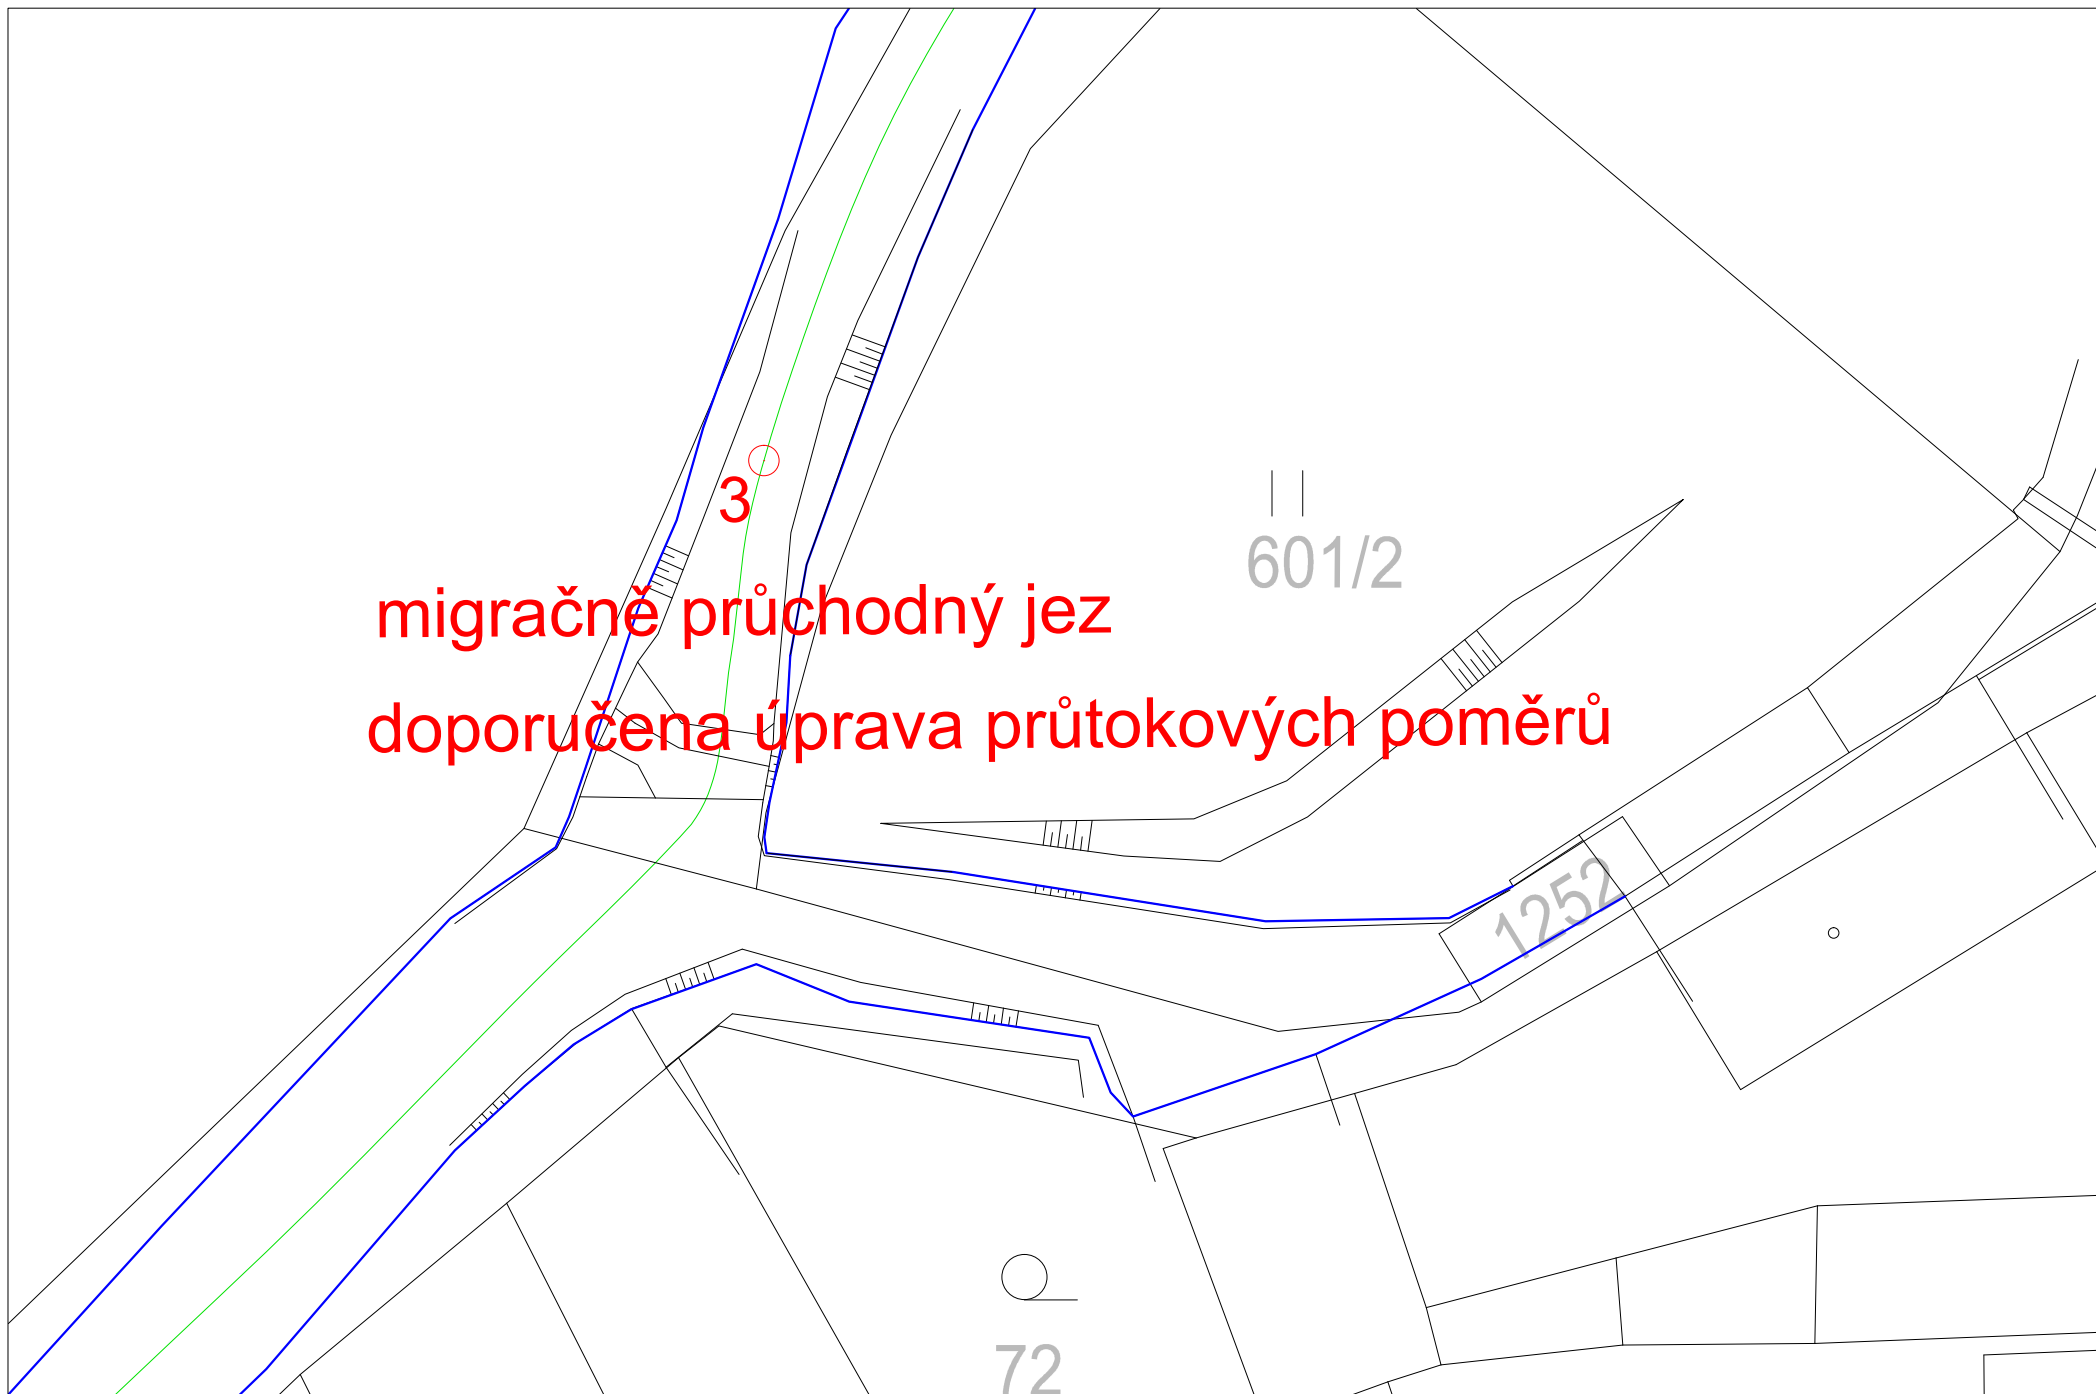 3
601/2
migračně průchodný jez
doporučena úprava průtokových poměrů
1252
72